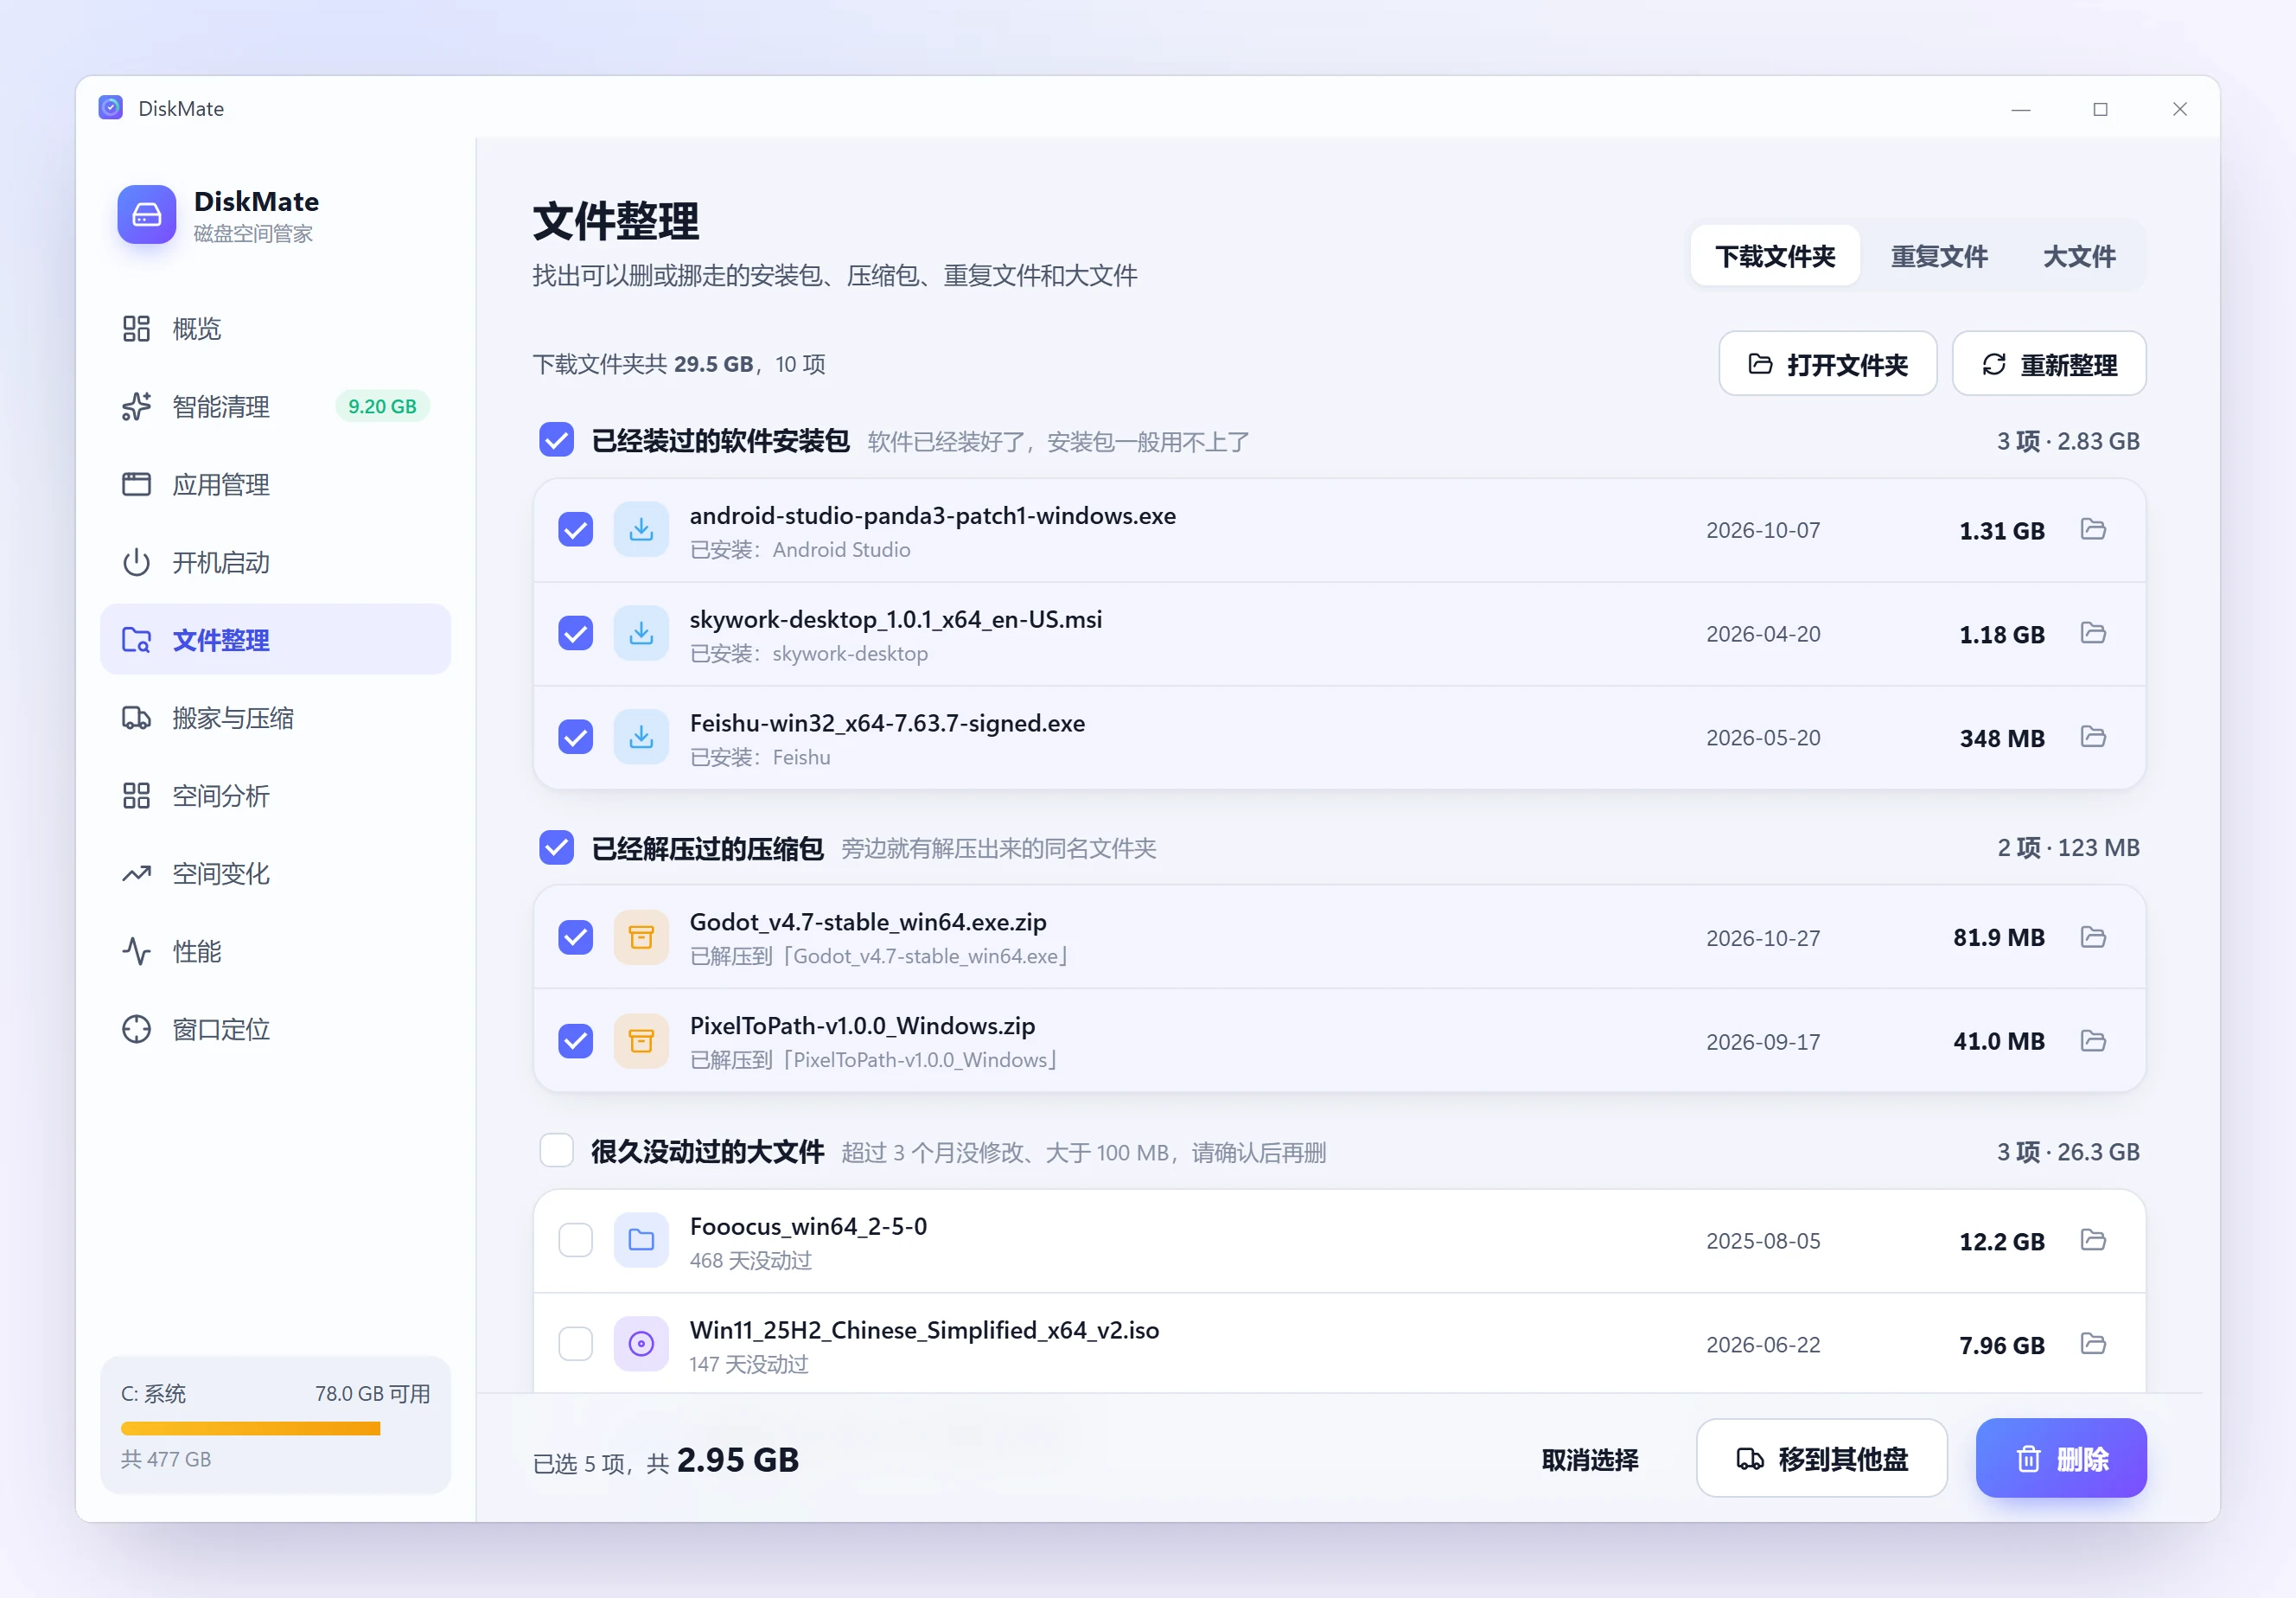 DiskMate
DiskMate
磁盘空间管家
概览
智能清理 9.20 GB
应用管理
开机启动
文件整理
搬家与压缩
空间分析
空间变化
性能
窗口定位
C: 系统 78.0 GB 可用
共 477 GB
文件整理
找出可以删或挪走的安装包、压缩包、重复文件和大文件
下载文件夹 重复文件 大文件
下载文件夹共 29.5 GB，10 项
打开文件夹 重新整理
已经装过的软件安装包 软件已经装好了，安装包一般用不上了 3 项 · 2.83 GB
android-studio-panda3-patch1-windows.exe 2026-10-07 1.31 GB
已安装：Android Studio
skywork-desktop_1.0.1_x64_en-US.msi 2026-04-20 1.18 GB
已安装：skywork-desktop
Feishu-win32_x64-7.63.7-signed.exe 2026-05-20 348 MB
已安装：Feishu
已经解压过的压缩包 旁边就有解压出来的同名文件夹 2 项 · 123 MB
Godot_v4.7-stable_win64.exe.zip 2026-10-27 81.9 MB
已解压到「Godot_v4.7-stable_win64.exe」
PixelToPath-v1.0.0_Windows.zip 2026-09-17 41.0 MB
已解压到「PixelToPath-v1.0.0_Windows」
很久没动过的大文件 超过 3 个月没修改、大于 100 MB，请确认后再删 3 项 · 26.3 GB
Fooocus_win64_2-5-0 2025-08-05 12.2 GB
468 天没动过
Win11_25H2_Chinese_Simplified_x64_v2.iso 2026-06-22 7.96 GB
147 天没动过
已选 5 项，共 2.95 GB
取消选择 移到其他盘 删除